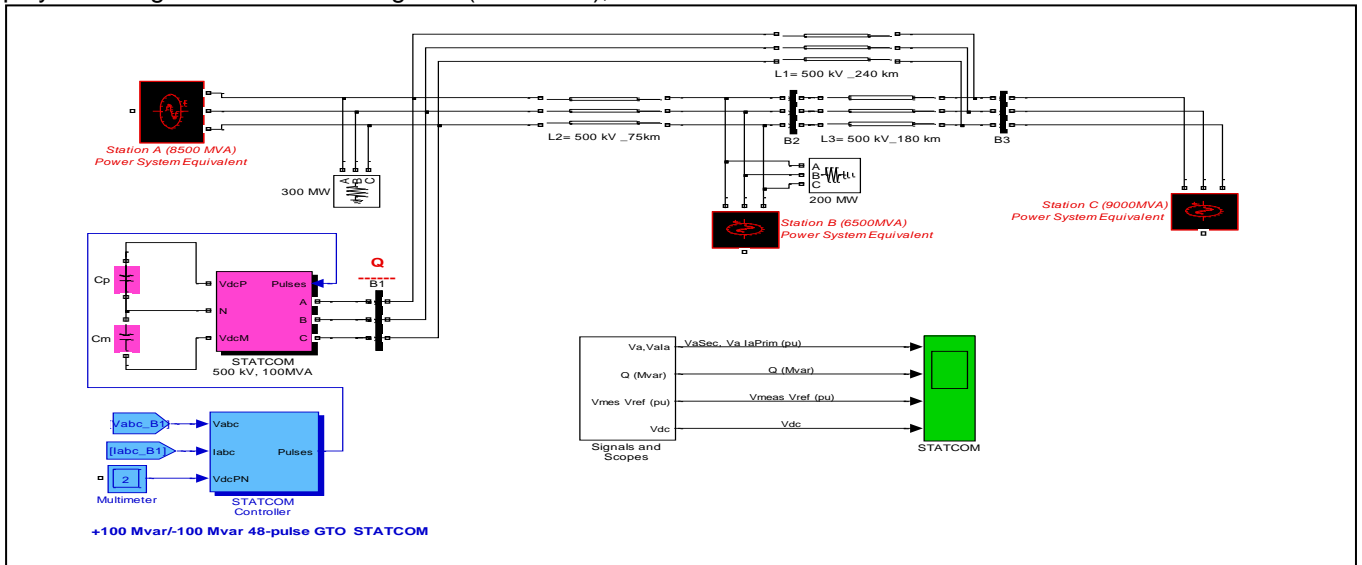 L1= 500 kV _240 km
Station A (8500 MVA)
Power System Equivalent
L2= 500 kV _75km
B2
L3= 500 kV_180 km
B3
300 MW
A
B
C
A
B
C
200 MW
Station B (6500MVA)
Power System Equivalent
Station C (9000MVA)
Power System Equivalent
Q
B1
Cp
Cm
VdcP
N
VdcM
Pulses
A
B
C
STATCOM
500 kV, 100MVA
Va,VaIa
Q (Mvar)
Vmes Vref (pu)
Vdc
VaSec, Va IaPrim (pu)
Q (Mvar)
Vmeas Vref (pu)
Vdc
Signals and
Scopes
STATCOM
[Vabc_B1]
[Iabc_B1]
2
Multimeter
Vabc
Iabc
VdcPN
Pulses
STATCOM
Controller
+100 Mvar/-100 Mvar 48-pulse GTO STATCOM